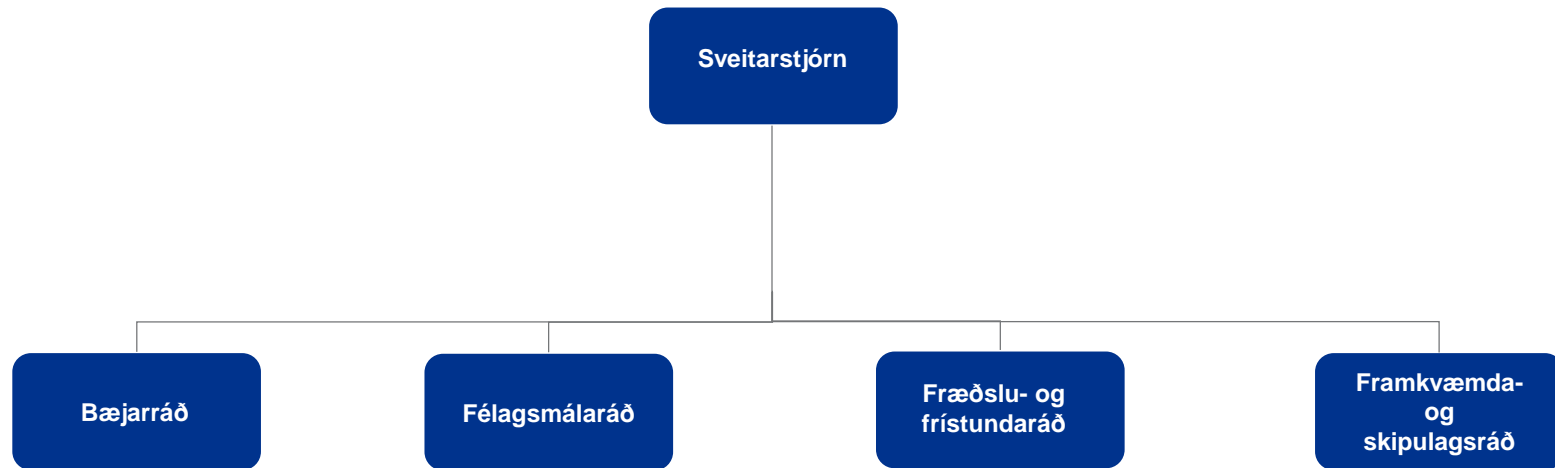 Sveitarstjórn
Bæjarráð
Félagsmálaráð
Fræðslu- og
frístundaráð
Framkvæmda-
og
skipulagsráð